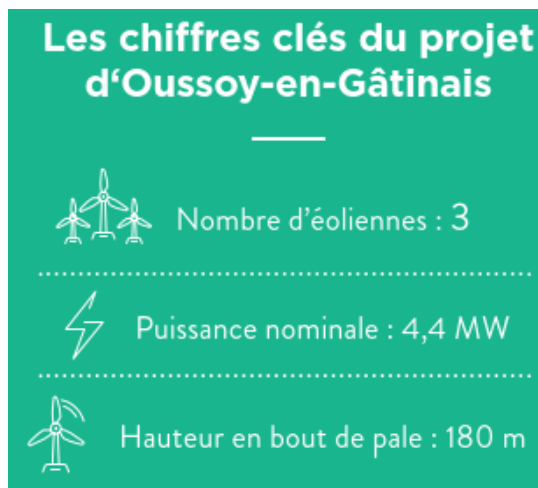 Les chiffres clés du projet
d‘Oussoy-en-Gâtinais
Nombre d’éoliennes : 3
Puissance nominale : 4,4 MW
Hauteur en bout de pale : 180 m